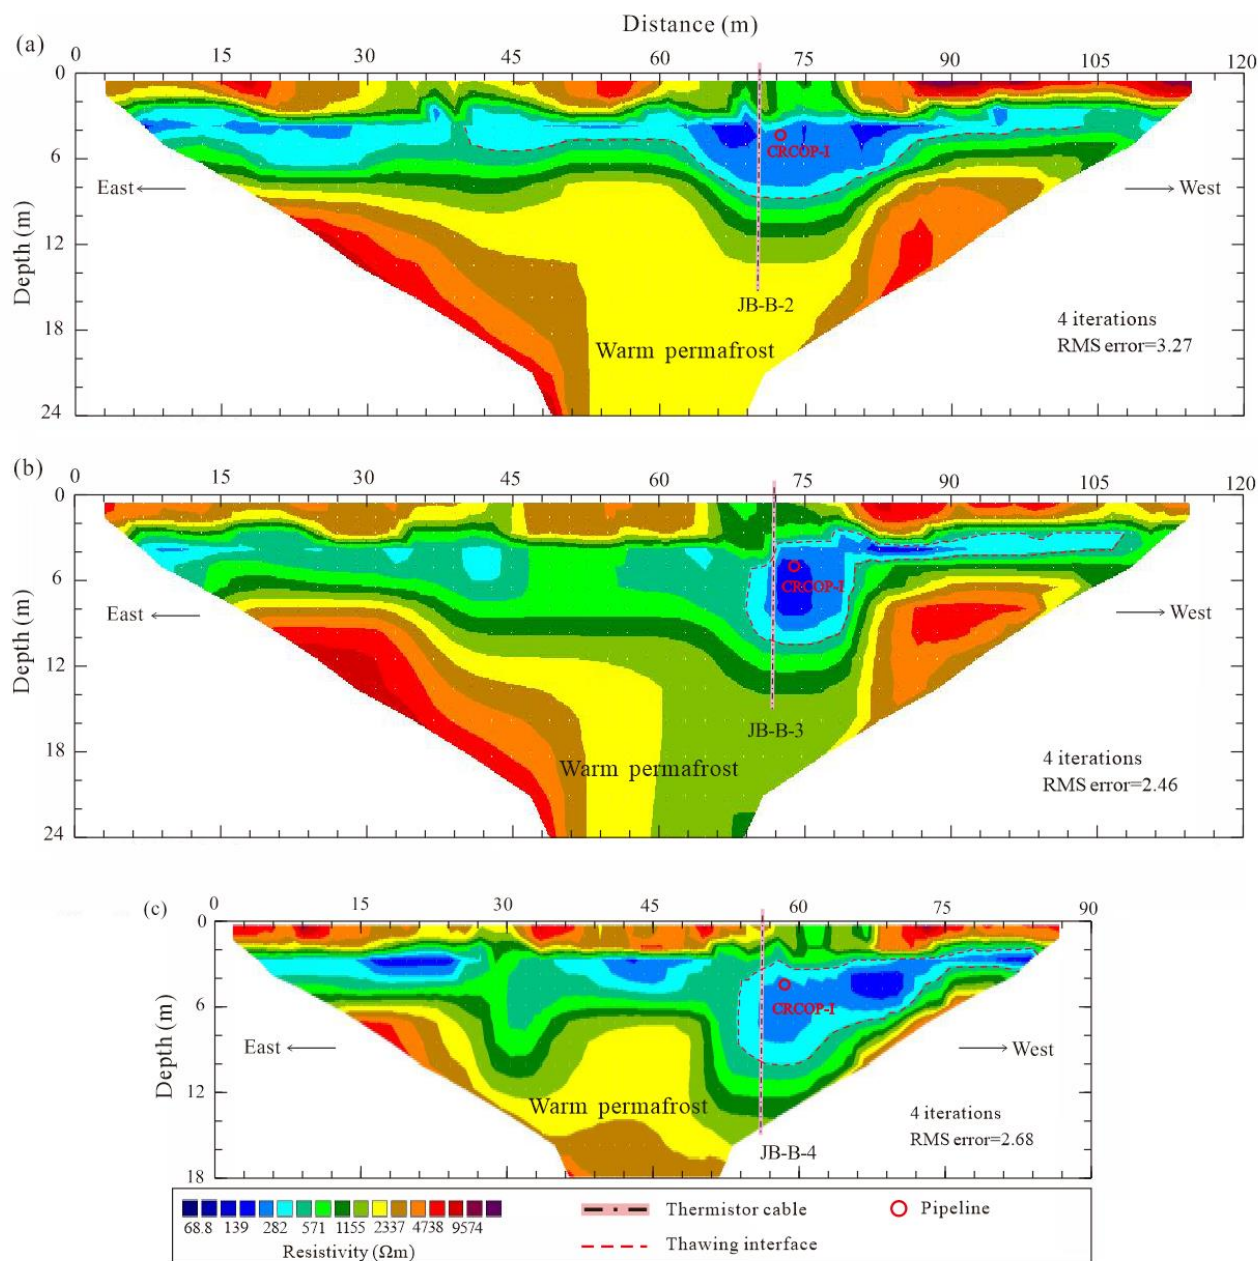 Distance (m)
(a)
0 15 30 45 60 75 90 105 120
0
6
12
18
24
Depth (m)
East
West
CRCOP-I
JB-B-2
Warm permafrost
4 iterations
RMS error=3.27
(b)
0 15 30 45 60 75 90 105 120
0
6
12
18
24
Depth (m)
East
West
CRCOP-I
JB-B-3
Warm permafrost
4 iterations
RMS error=2.46
(c)
0 15 30 45 60 75 90
0
6
12
18
Depth (m)
East
West
CRCOP-I
Warm permafrost
JB-B-4
4 iterations
RMS error=2.68
68.8 139 282 571 1155 2337 4738 9574
Resistivity (Ωm)
Thermistor cable
Pipeline
Thawing interface